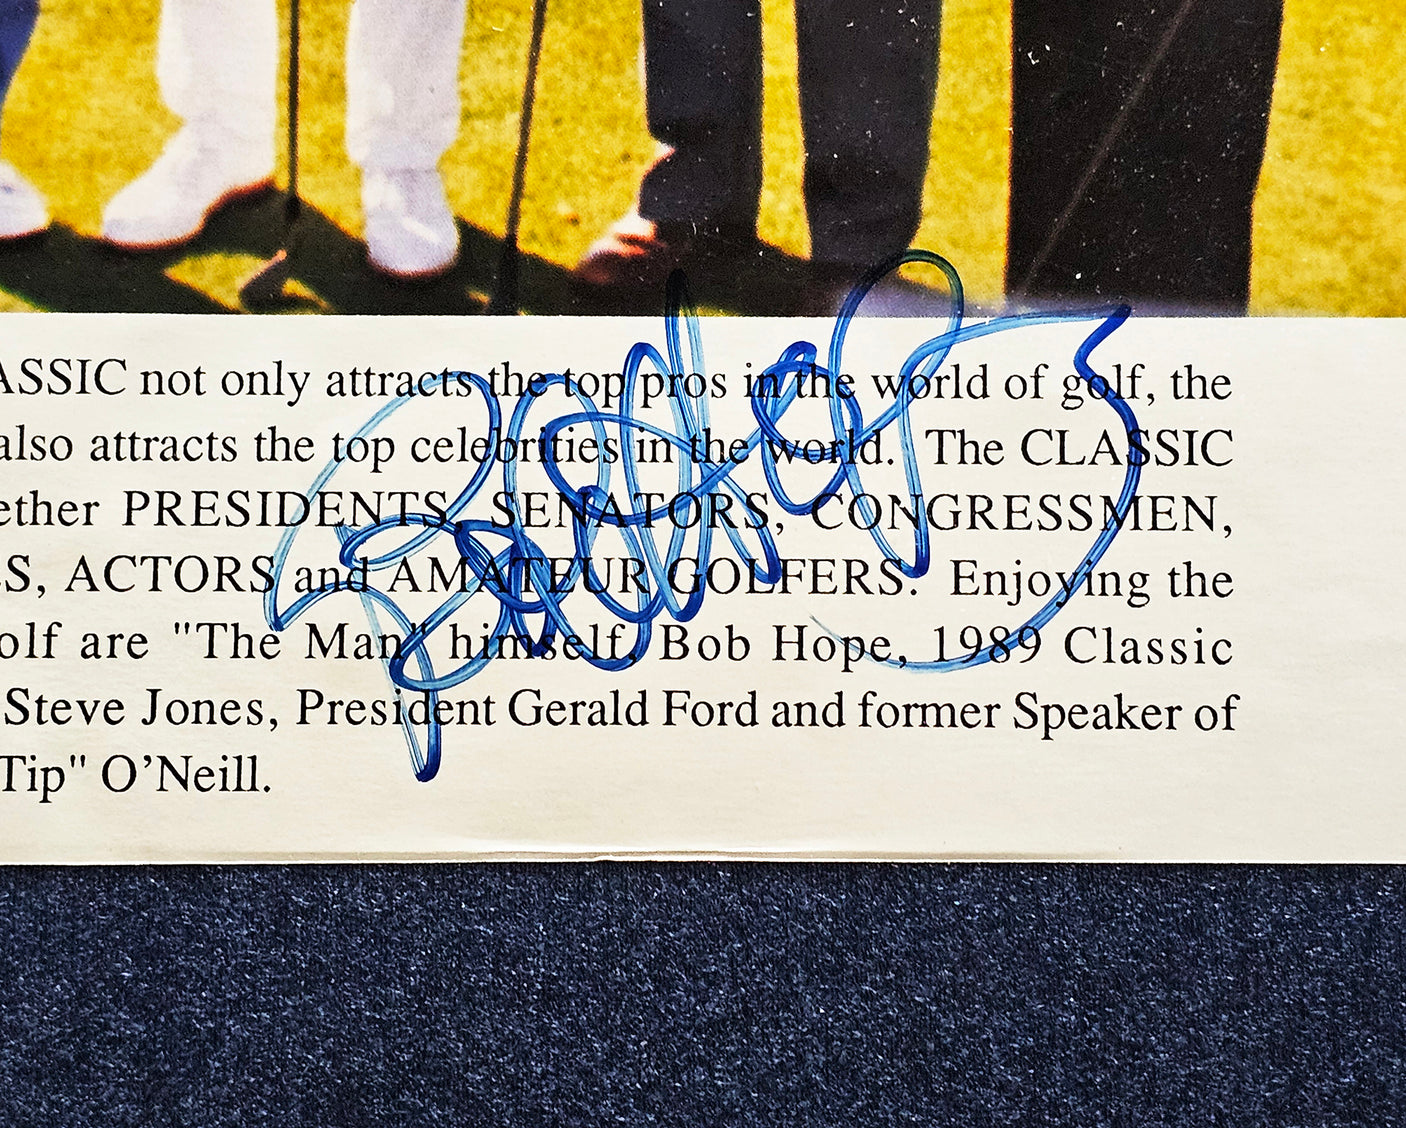 ASSIC not only attracts the top pros in the world of golf, the
also attracts the top celebrities in the world. The CLASSIC
ether PRESIDENTS, SENATORS, CONGRESSMEN,
ES, ACTORS and AMATEUR GOLFERS. Enjoying the
olf are "The Man" himself, Bob Hope, 1989 Classic
Steve Jones, President Gerald Ford and former Speaker of
Tip" O'Neill.